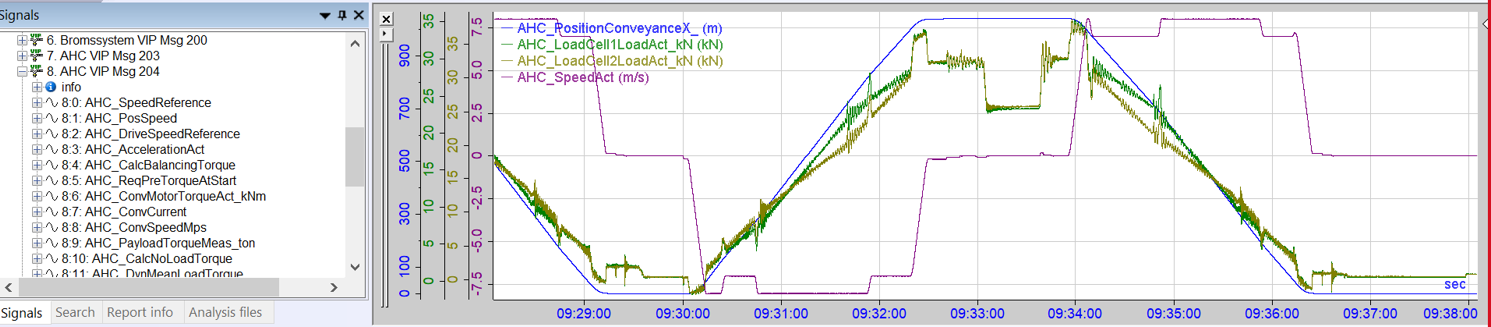 Signals
6. Bromssystem VIP Msg 200
7. AHC VIP Msg 203
8. AHC VIP Msg 204
info
8:0: AHC_SpeedReference
8:1: AHC_PosSpeed
8:2: AHC_DriveSpeedReference
8:3: AHC_AccelerationAct
8:4: AHC_CalcBalancingTorque
8:5: AHC_ReqPreTorqueAtStart
8:6: AHC_ConvMotorTorqueAct_kNm
8:7: AHC_ConvCurrent
8:8: AHC_ConvSpeedMps
8:9: AHC_PayloadTorqueMeas_ton
8:10: AHC_CalcNoLoadTorque
8:11: AHC_DynMeanLoadTorque
Signals Search Report info Analysis files
AHC_PositionConveyanceX_ (m)
AHC_LoadCell1LoadAct_kN (kN)
AHC_LoadCell2LoadAct_kN (kN)
AHC_SpeedAct (m/s)
900
700
500
300
100
0
35
30
25
20
15
10
5
0
35
30
25
20
15
10
5
0
7.5
5.0
2.5
0
-2.5
-5.0
-7.5
sec
09:29:00 09:30:00 09:31:00 09:32:00 09:33:00 09:34:00 09:35:00 09:36:00 09:37:00 09:38:00